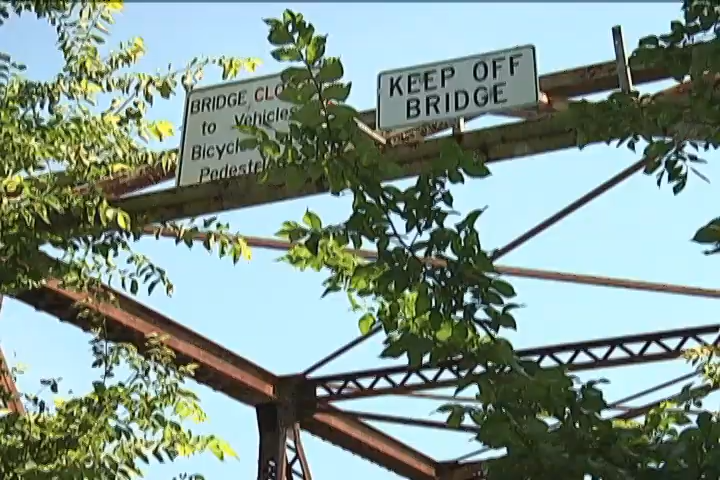 BRIDGE CLO
to Vehicles
Bicycl
Pedest
KEEP OFF
BRIDGE